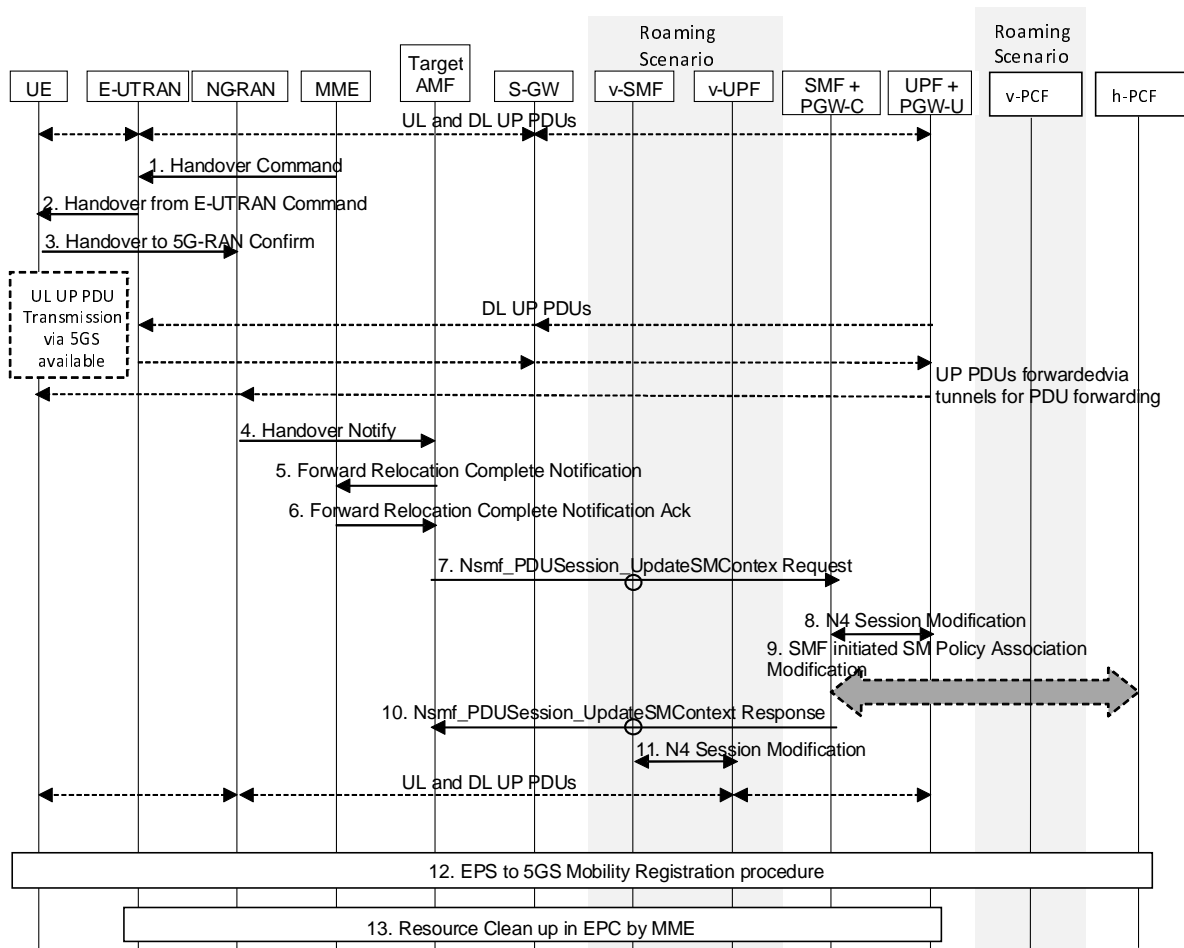 Roaming
Scenario
Roaming
Scenario
UE
E-UTRAN
NG-RAN
MME
Target
AMF
S-GW
v-SMF
v-UPF
SMF +
PGW-C
UPF +
PGW-U
v-PCF
h-PCF
UL and DL UP PDUs
1. Handover Command
2. Handover from E-UTRAN Command
3. Handover to 5G-RAN Confirm
UL UP PDU
Transmission
via 5GS
available
DL UP PDUs
UP PDUs forwardedvia
tunnels for PDU forwarding
4. Handover Notify
5. Forward Relocation Complete Notification
6. Forward Relocation Complete Notification Ack
7. Nsmf_PDUSession_UpdateSMContex Request
8. N4 Session Modification
9. SMF initiated SM Policy Association
Modification
10. Nsmf_PDUSession_UpdateSMContext Response
11. N4 Session Modification
UL and DL UP PDUs
12. EPS to 5GS Mobility Registration procedure
13. Resource Clean up in EPC by MME